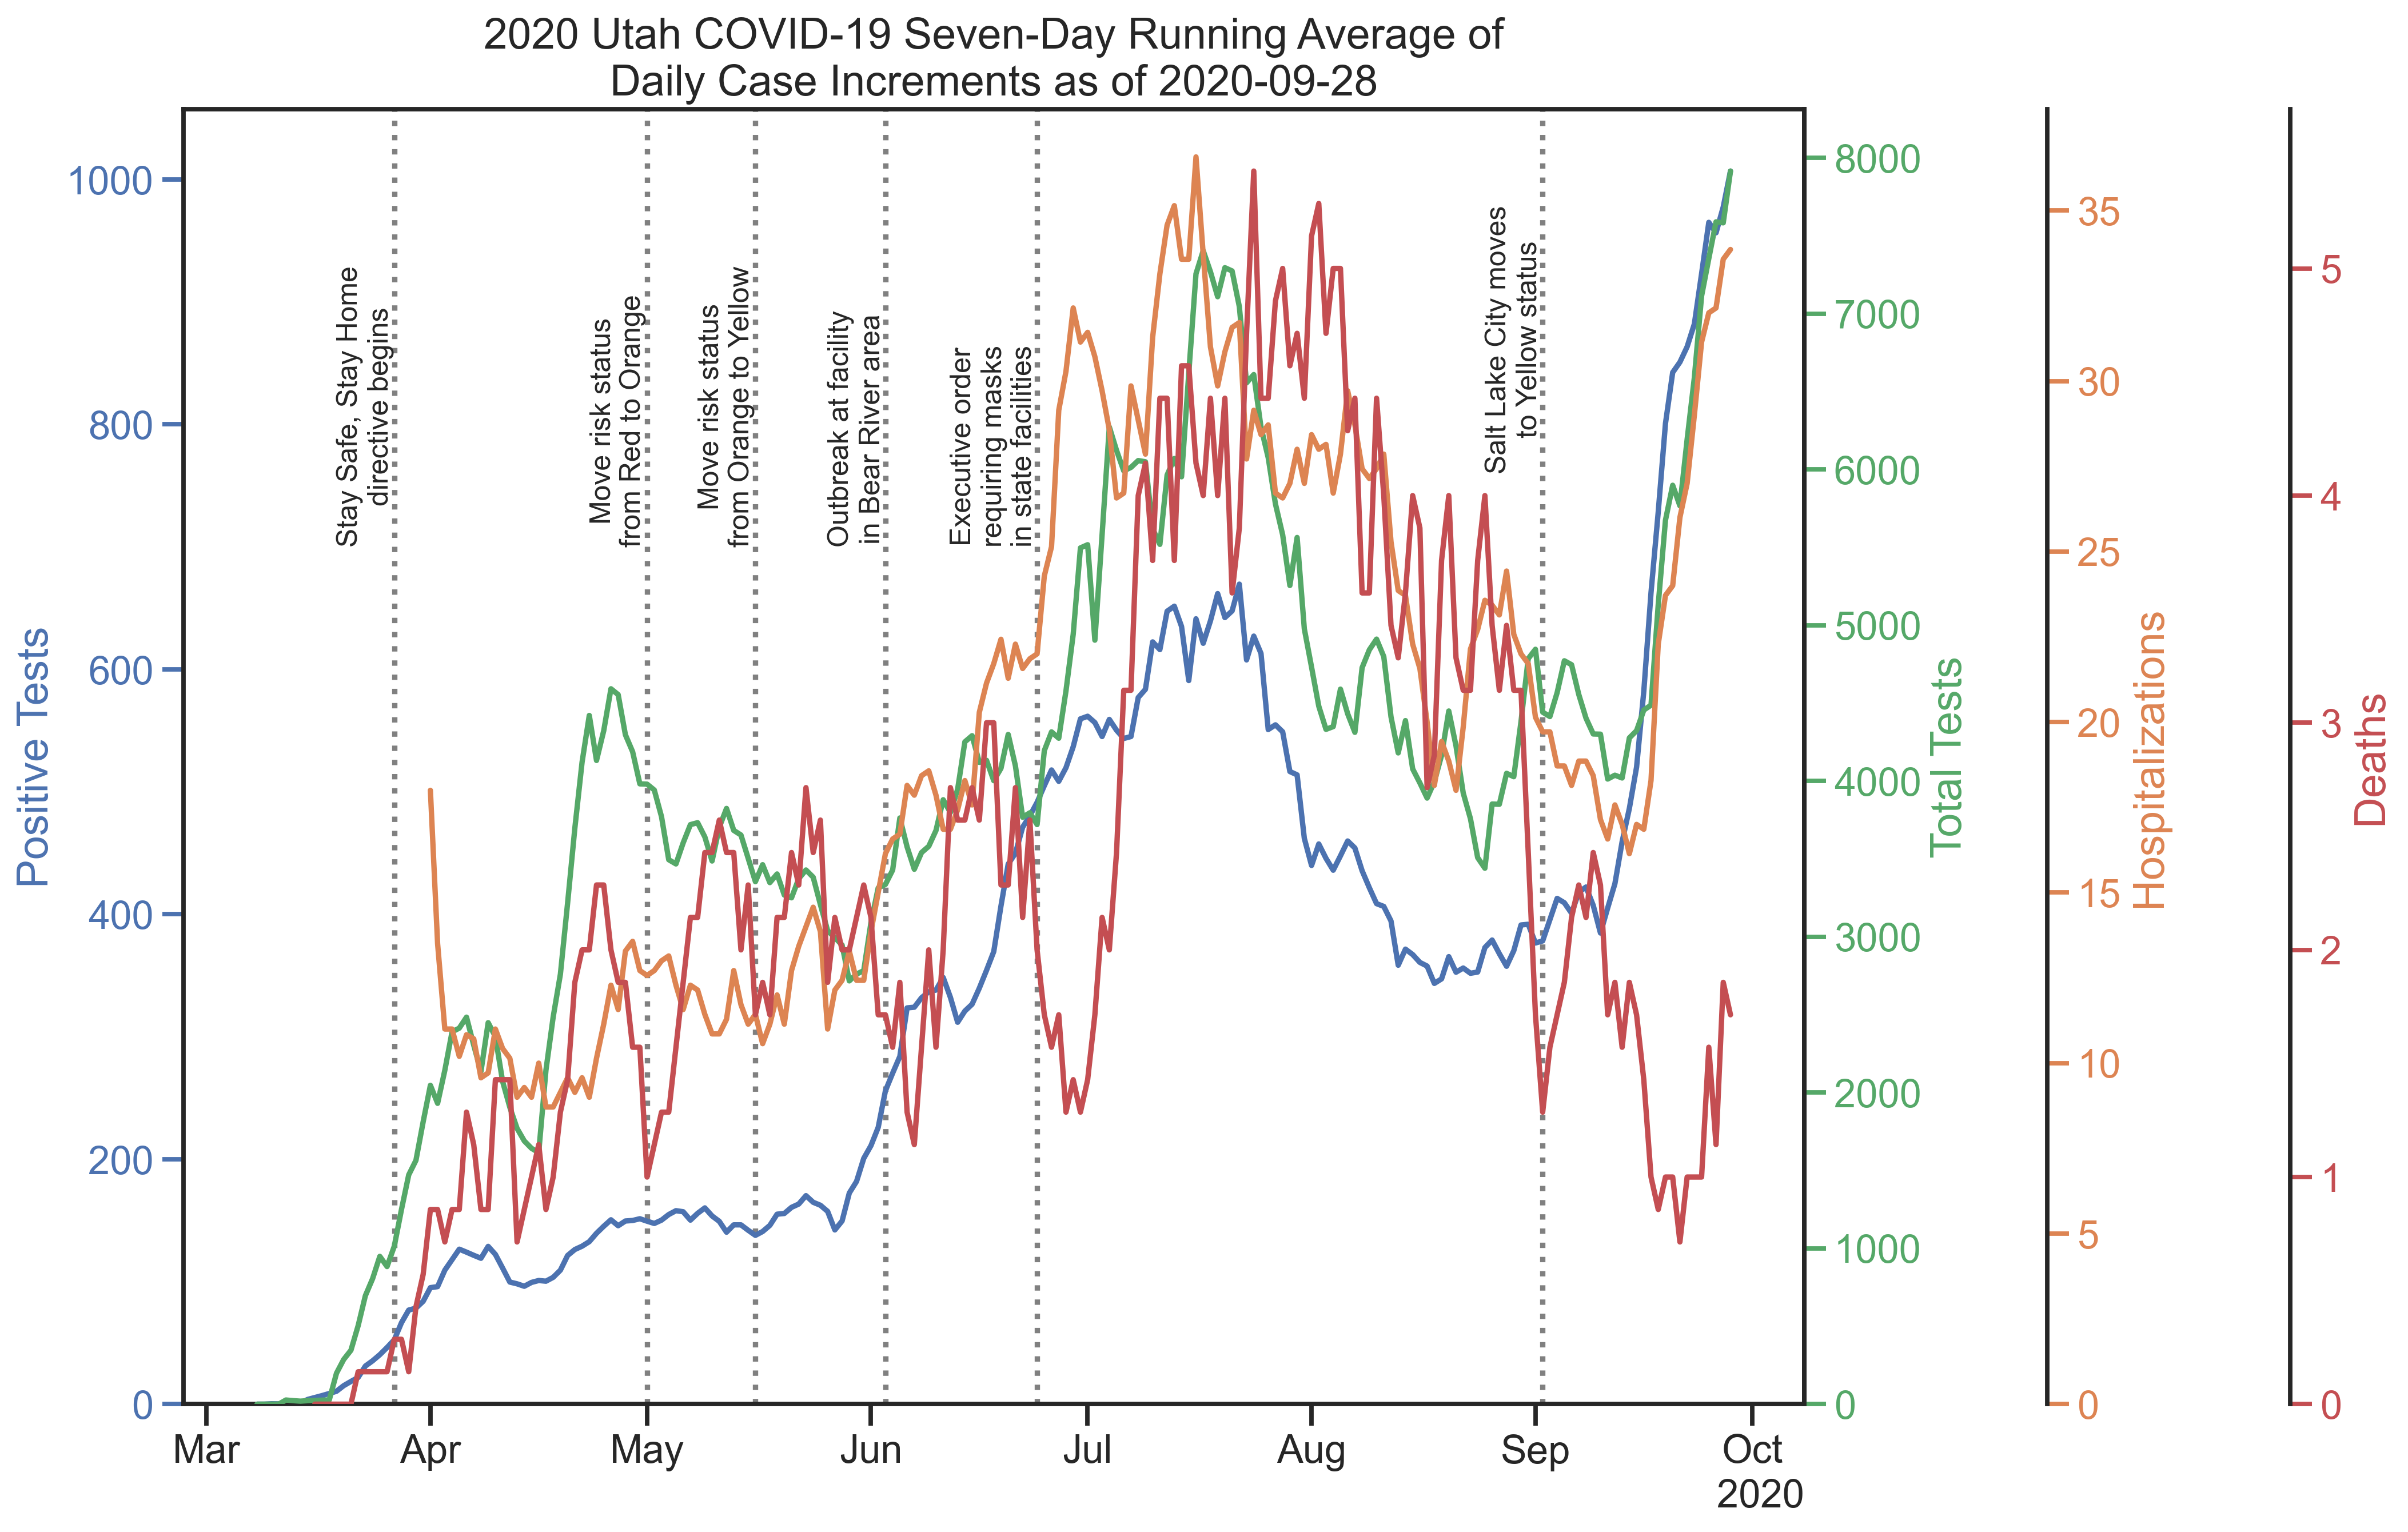 2020 Utah COVID-19 Seven-Day Running Average of
Daily Case Increments as of 2020-09-28
Positive Tests
1000
800
600
400
200
0
Stay Safe, Stay Home
directive begins
Move risk status
from Red to Orange
Move risk status
from Orange to Yellow
Outbreak at facility
in Bear River area
Executive order
requiring masks
in state facilities
Salt Lake City moves
to Yellow status
8000
7000
6000
5000
4000
3000
2000
1000
0
Total Tests
35
30
25
20
15
10
5
0
Hospitalizations
5
4
3
2
1
0
Deaths
Mar
Apr
May
Jun
Jul
Aug
Sep
Oct
2020